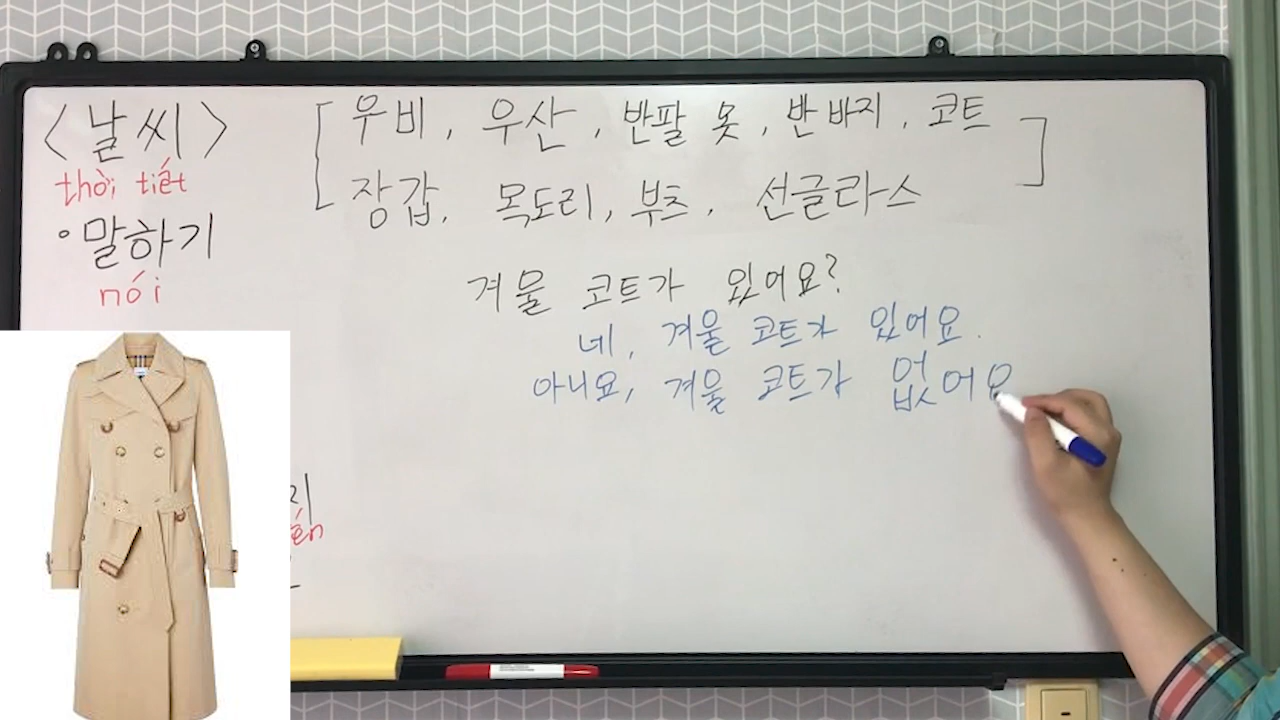 <날씨>
thời tiết
• 말하기
nói
[우비, 우산, 반팔 옷, 반바지, 코트
장갑, 목도리, 부츠, 선글라스]
겨울 코트가 있어요?
네, 겨울 코트가 있어요.
아니요, 겨울 코트가 없어요